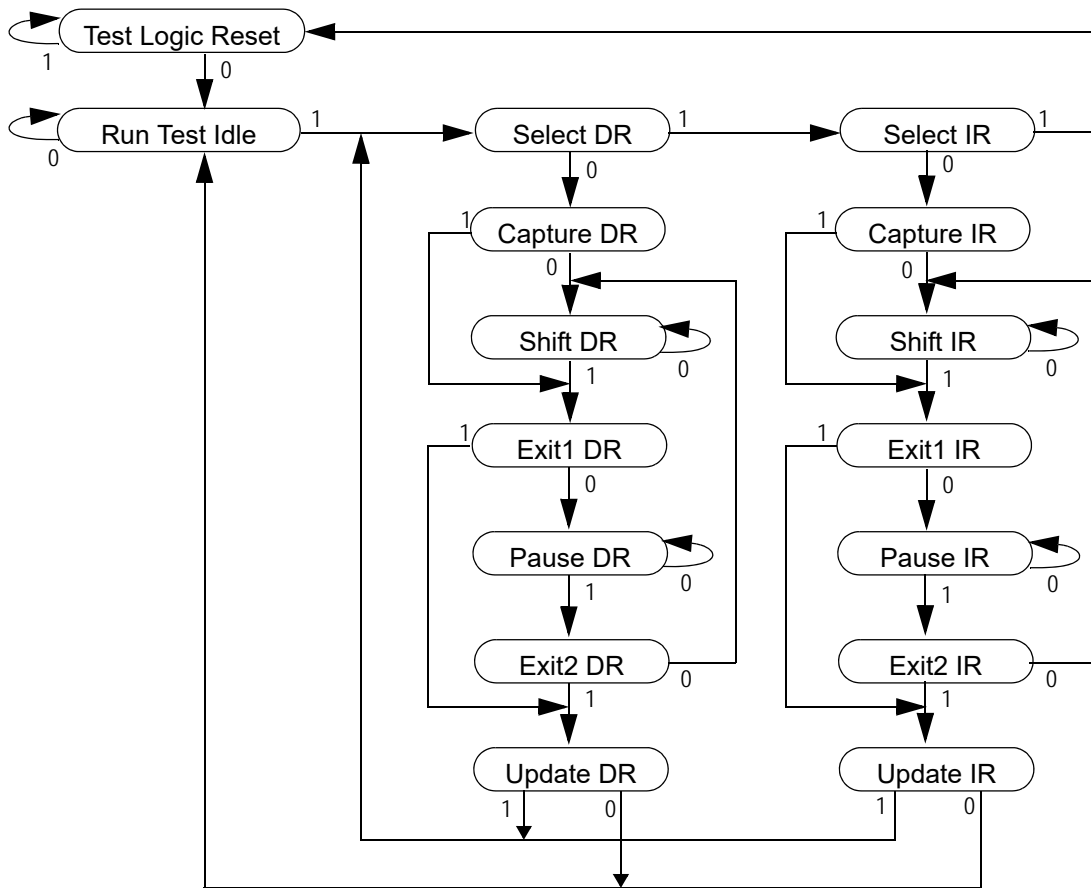 Test Logic Reset
1
0
Run Test Idle
0
1
Select DR
1
Select IR
1
0
0
1
Capture DR
0
1
Capture IR
0
Shift DR
0
1
Shift IR
0
1
1
Exit1 DR
0
1
Exit1 IR
0
Pause DR
0
1
Pause IR
0
1
Exit2 DR
0
1
Exit2 IR
0
1
Update DR
1
0
Update IR
1
0